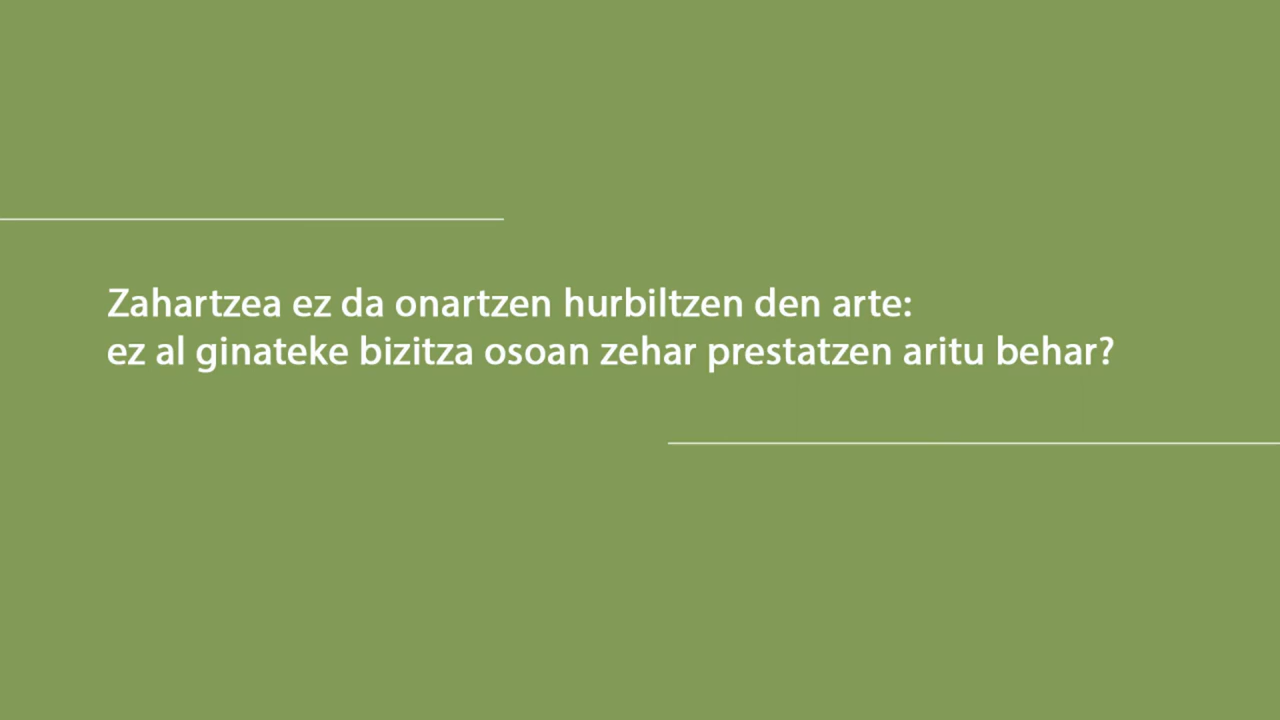 Zahartzea ez da onartzen hurbiltzen den arte:
ez al ginateke bizitza osoan zehar prestatzen aritu behar?